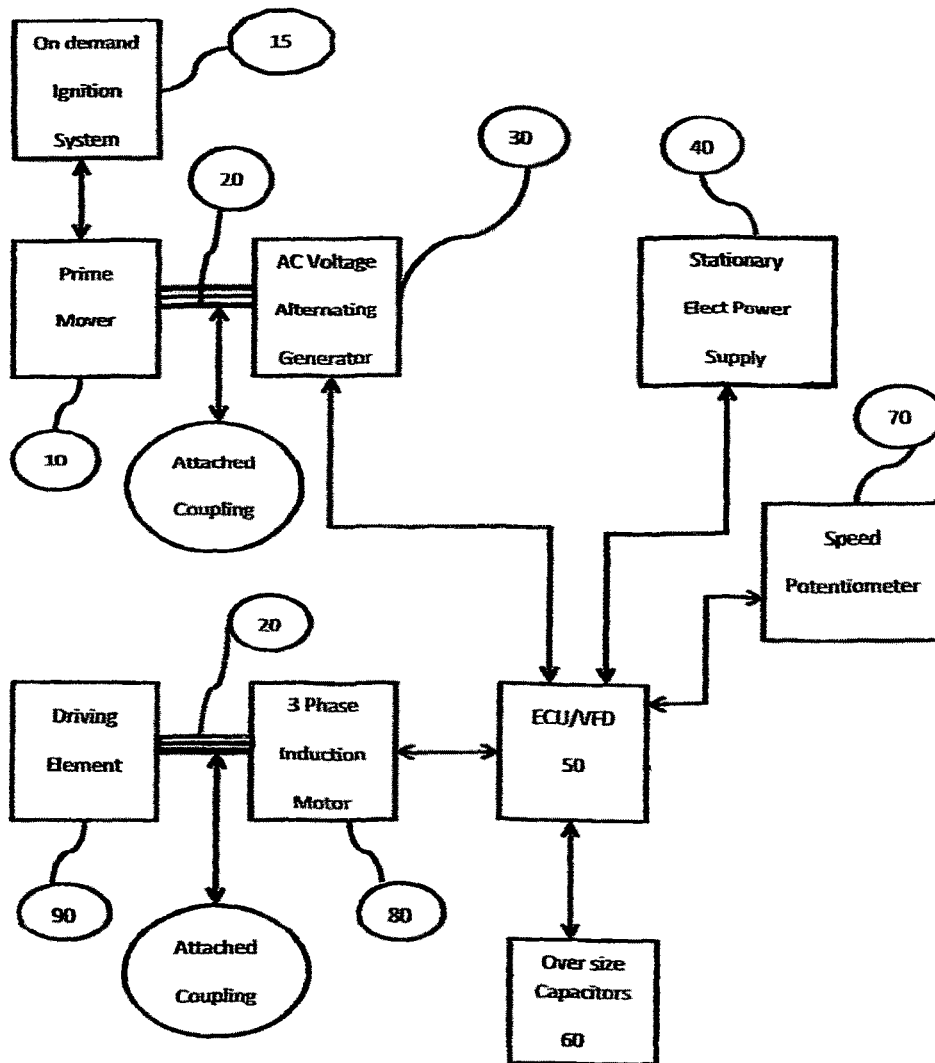 On demand
Ignition
System
15
20
30
40
Prime
Mover
AC Voltage
Alternating
Generator
Stationary
Elect Power
Supply
10
Attached
Coupling
70
Speed
Potentiometer
20
Driving
Element
3 Phase
Induction
Motor
ECU/VFD
50
90
80
Attached
Coupling
Over size
Capacitors
60